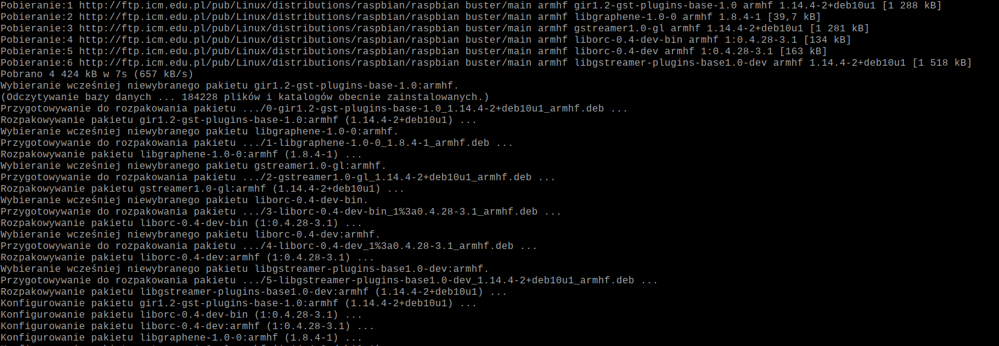 Pobieranie:1 http://ftp.icm.edu.pl/pub/Linux/distributions/raspbian/raspbian buster/main armhf gir1.2-gst-plugins-base-1.0 armhf 1.14.4-2+deb10u1 [1 288 kB]
Pobieranie:2 http://ftp.icm.edu.pl/pub/Linux/distributions/raspbian/raspbian buster/main armhf libgraphene-1.0-0 armhf 1.8.4-1 [39,7 kB]
Pobieranie:3 http://ftp.icm.edu.pl/pub/Linux/distributions/raspbian/raspbian buster/main armhf gstreamer1.0-gl armhf 1.14.4-2+deb10u1 [1 281 kB]
Pobieranie:4 http://ftp.icm.edu.pl/pub/Linux/distributions/raspbian/raspbian buster/main armhf liborc-0.4-dev-bin armhf 1:0.4.28-3.1 [134 kB]
Pobieranie:5 http://ftp.icm.edu.pl/pub/Linux/distributions/raspbian/raspbian buster/main armhf liborc-0.4-dev armhf 1:0.4.28-3.1 [163 kB]
Pobieranie:6 http://ftp.icm.edu.pl/pub/Linux/distributions/raspbian/raspbian buster/main armhf libgstreamer-plugins-base1.0-dev armhf 1.14.4-2+deb10u1 [1 518 kB]
Pobrano 4 424 kB w 7s (657 kB/s)
Wybieranie wcześniej niewybranego pakietu gir1.2-gst-plugins-base-1.0:armhf.
(Odczytywanie bazy danych ... 184228 plików i katalogów obecnie zainstalowanych.)
Przygotowywanie do rozpakowania pakietu .../0-gir1.2-gst-plugins-base-1.0_1.14.4-2+deb10u1_armhf.deb ...
Rozpakowywanie pakietu gir1.2-gst-plugins-base-1.0:armhf (1.14.4-2+deb10u1) ...
Wybieranie wcześniej niewybranego pakietu libgraphene-1.0-0:armhf.
Przygotowywanie do rozpakowania pakietu .../1-libgraphene-1.0-0_1.8.4-1_armhf.deb ...
Rozpakowywanie pakietu libgraphene-1.0-0:armhf (1.8.4-1) ...
Wybieranie wcześniej niewybranego pakietu gstreamer1.0-gl:armhf.
Przygotowywanie do rozpakowania pakietu .../2-gstreamer1.0-gl_1.14.4-2+deb10u1_armhf.deb ...
Rozpakowywanie pakietu gstreamer1.0-gl:armhf (1.14.4-2+deb10u1) ...
Wybieranie wcześniej niewybranego pakietu liborc-0.4-dev-bin.
Przygotowywanie do rozpakowania pakietu .../3-liborc-0.4-dev-bin_1%3a0.4.28-3.1_armhf.deb ...
Rozpakowywanie pakietu liborc-0.4-dev-bin (1:0.4.28-3.1) ...
Wybieranie wcześniej niewybranego pakietu liborc-0.4-dev:armhf.
Przygotowywanie do rozpakowania pakietu .../4-liborc-0.4-dev_1%3a0.4.28-3.1_armhf.deb ...
Rozpakowywanie pakietu liborc-0.4-dev:armhf (1:0.4.28-3.1) ...
Wybieranie wcześniej niewybranego pakietu libgstreamer-plugins-base1.0-dev:armhf.
Przygotowywanie do rozpakowania pakietu .../5-libgstreamer-plugins-base1.0-dev_1.14.4-2+deb10u1_armhf.deb ...
Rozpakowywanie pakietu libgstreamer-plugins-base1.0-dev:armhf (1.14.4-2+deb10u1) ...
Konfigurowanie pakietu gir1.2-gst-plugins-base-1.0:armhf (1.14.4-2+deb10u1) ...
Konfigurowanie pakietu liborc-0.4-dev-bin (1:0.4.28-3.1) ...
Konfigurowanie pakietu liborc-0.4-dev:armhf (1:0.4.28-3.1) ...
Konfigurowanie pakietu libgraphene-1.0-0:armhf (1.8.4-1) ...